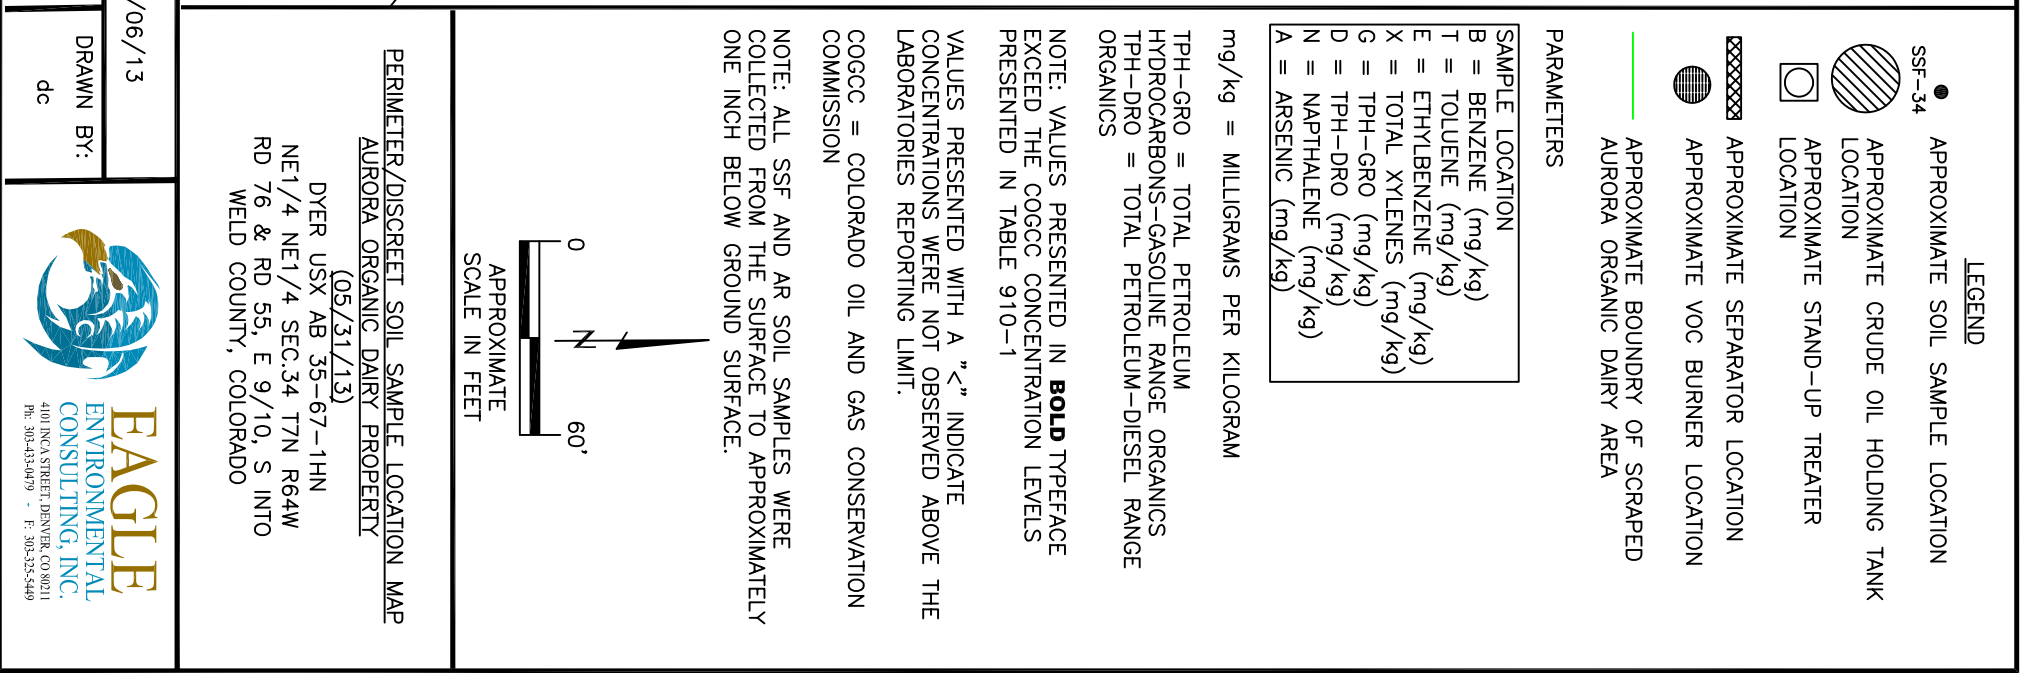 LEGEND
SSF-34
APPROXIMATE SOIL SAMPLE LOCATION
APPROXIMATE CRUDE OIL HOLDING TANK
LOCATION
APPROXIMATE STAND-UP TREATER
LOCATION
APPROXIMATE SEPARATOR LOCATION
APPROXIMATE VOC BURNER LOCATION
APPROXIMATE BOUNDRY OF SCRAPED
AURORA ORGANIC DAIRY AREA
PARAMETERS
SAMPLE LOCATION
B = BENZENE (mg/kg)
T = TOLUENE (mg/kg)
E = ETHYLBENZENE (mg/kg)
X = TOTAL XYLENES (mg/kg)
G = TPH-GRO (mg/kg)
D = TPH-DRO (mg/kg)
N = NAPTHALENE (mg/kg)
A = ARSENIC (mg/kg)
mg/kg = MILLIGRAMS PER KILOGRAM
TPH-GRO = TOTAL PETROLEUM
HYDROCARBONS-GASOLINE RANGE ORGANICS
TPH-DRO = TOTAL PETROLEUM-DIESEL RANGE
ORGANICS
NOTE: VALUES PRESENTED IN BOLD TYPEFACE
EXCEED THE COGCC CONCENTRATION LEVELS
PRESENTED IN TABLE 910-1
VALUES PRESENTED WITH A "<" INDICATE
CONCENTRATIONS WERE NOT OBSERVED ABOVE THE
LABORATORIES REPORTING LIMIT.
COGCC = COLORADO OIL AND GAS CONSERVATION
COMMISSION
NOTE: ALL SSF AND AR SOIL SAMPLES WERE
COLLECTED FROM THE SURFACE TO APPROXIMATELY
ONE INCH BELOW GROUND SURFACE.
N
0 60'
APPROXIMATE
SCALE IN FEET
PERIMETER/DISCREET SOIL SAMPLE LOCATION MAP
AURORA ORGANIC DAIRY PROPERTY
(05/31/13)
DYER USX AB 35-67-1HN
NE1/4 NE1/4 SEC.34 T7N R64W
RD 76 & RD 55, E 9/10, S INTO
WELD COUNTY, COLORADO
/06/13
DRAWN BY:
dc
EAGLE
ENVIRONMENTAL
CONSULTING, INC.
4101 INCA STREET, DENVER, CO 80211
Ph: 303-433-0479 - F: 303-325-5449